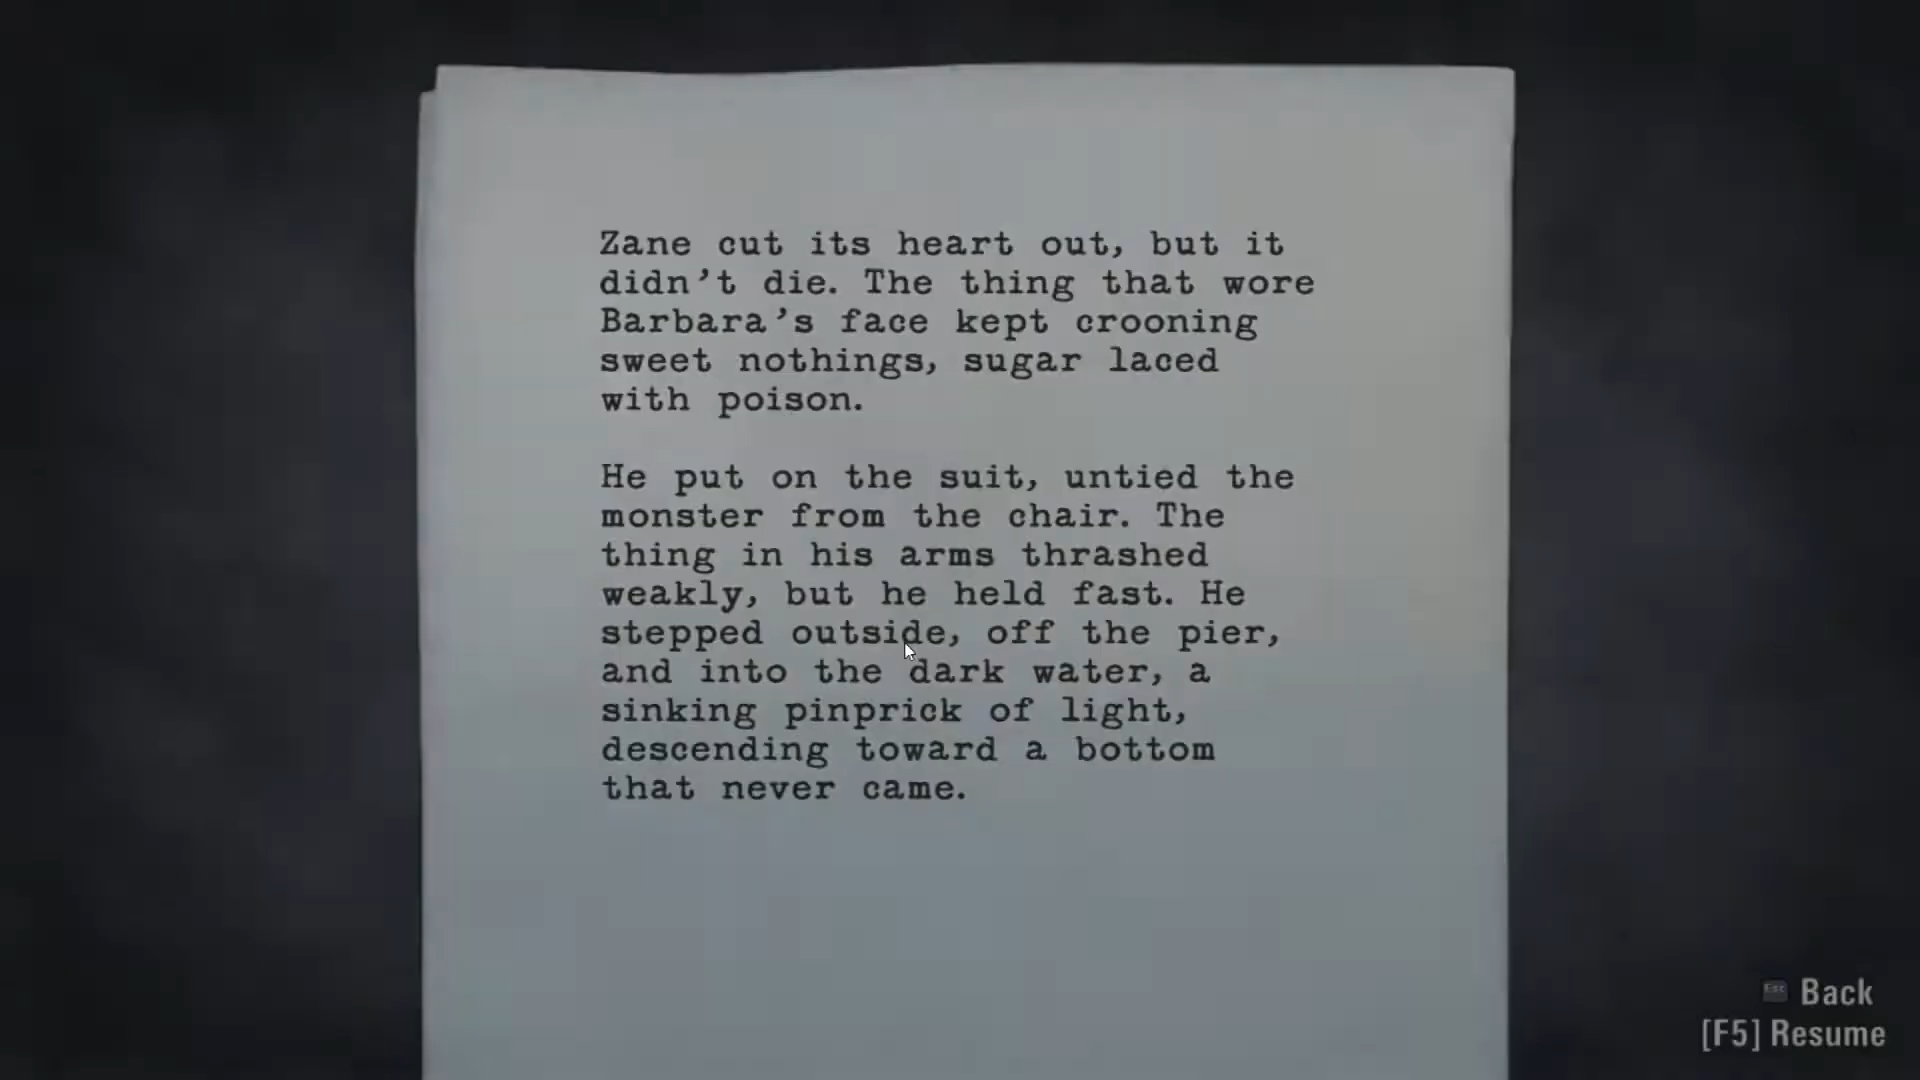 Zane cut its heart out, but it
didn't die. The thing that wore
Barbara's face kept crooning
sweet nothings, sugar laced
with poison.
He put on the suit, untied the
monster from the chair. The
thing in his arms thrashed
weakly, but he held fast. He
stepped outside, off the pier,
and into the dark water, a
sinking pinprick of light,
descending toward a bottom
that never came.
Esc Back
[F5] Resume